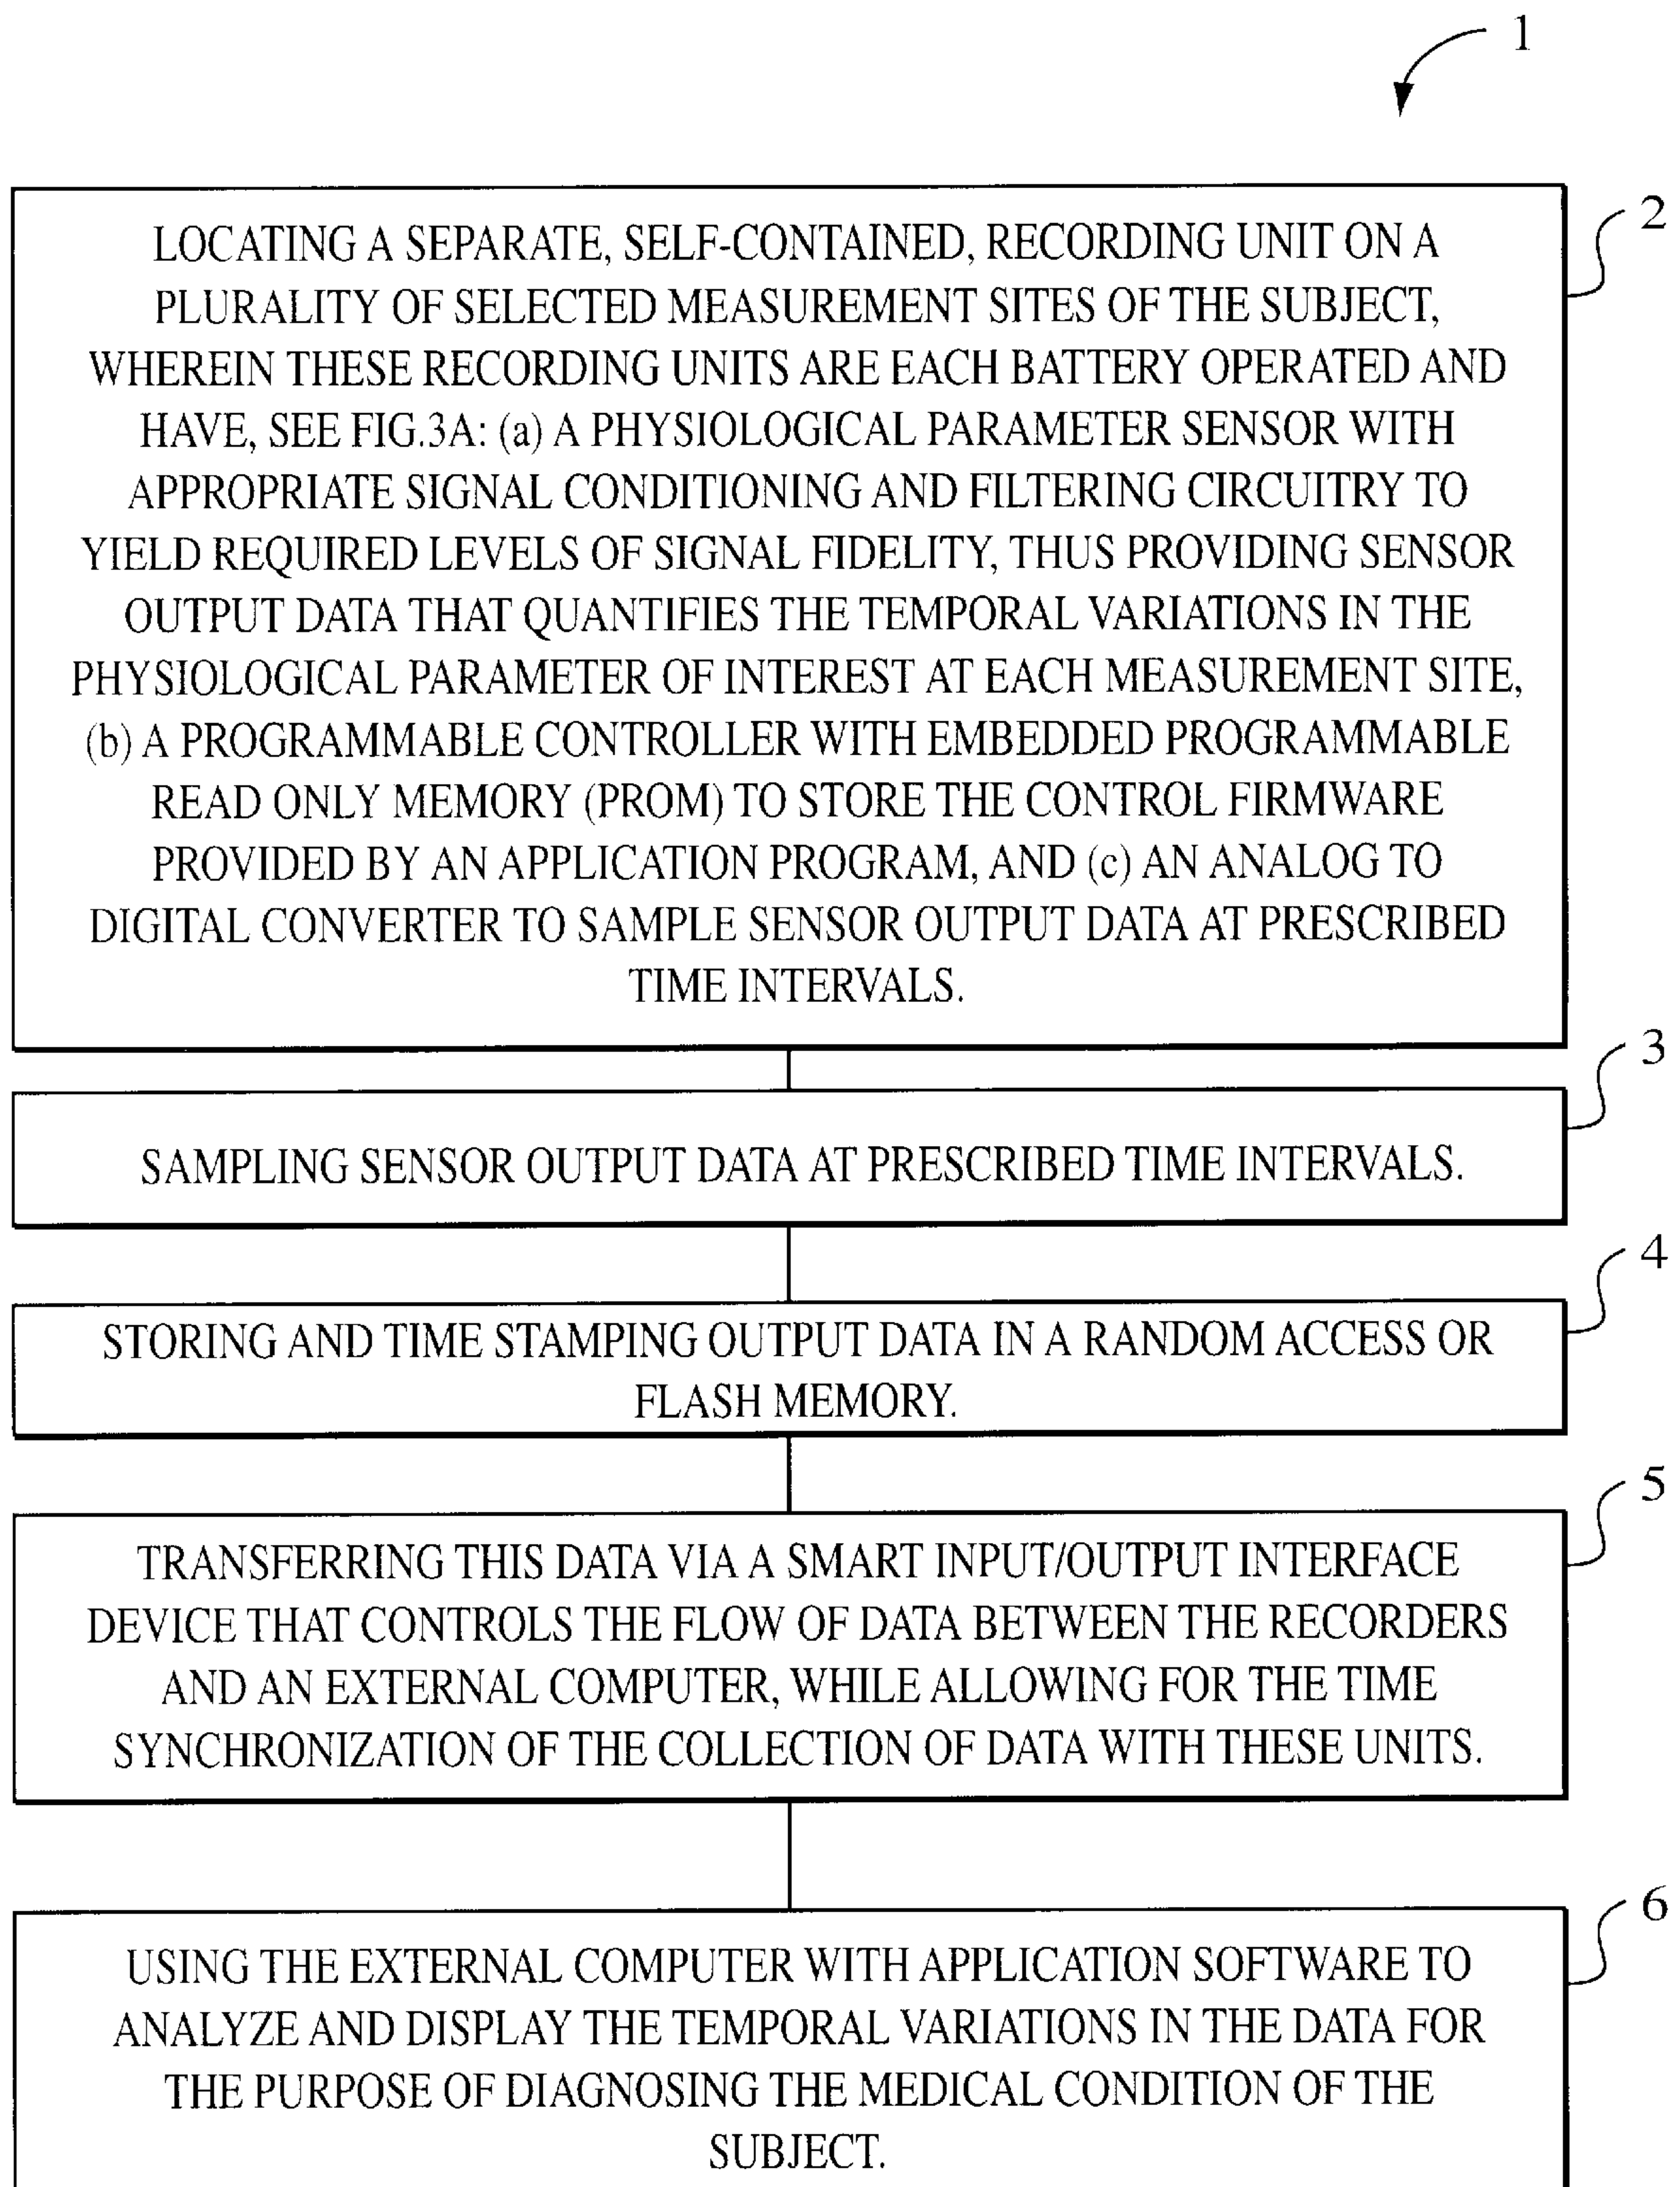 1
2
LOCATING A SEPARATE, SELF-CONTAINED, RECORDING UNIT ON A
PLURALITY OF SELECTED MEASUREMENT SITES OF THE SUBJECT,
WHEREIN THESE RECORDING UNITS ARE EACH BATTERY OPERATED AND
HAVE, SEE FIG.3A: (a) A PHYSIOLOGICAL PARAMETER SENSOR WITH
APPROPRIATE SIGNAL CONDITIONING AND FILTERING CIRCUITRY TO
YIELD REQUIRED LEVELS OF SIGNAL FIDELITY, THUS PROVIDING SENSOR
OUTPUT DATA THAT QUANTIFIES THE TEMPORAL VARIATIONS IN THE
PHYSIOLOGICAL PARAMETER OF INTEREST AT EACH MEASUREMENT SITE,
(b) A PROGRAMMABLE CONTROLLER WITH EMBEDDED PROGRAMMABLE
READ ONLY MEMORY (PROM) TO STORE THE CONTROL FIRMWARE
PROVIDED BY AN APPLICATION PROGRAM, AND (c) AN ANALOG TO
DIGITAL CONVERTER TO SAMPLE SENSOR OUTPUT DATA AT PRESCRIBED
TIME INTERVALS.
3
SAMPLING SENSOR OUTPUT DATA AT PRESCRIBED TIME INTERVALS.
4
STORING AND TIME STAMPING OUTPUT DATA IN A RANDOM ACCESS OR
FLASH MEMORY.
5
TRANSFERRING THIS DATA VIA A SMART INPUT/OUTPUT INTERFACE
DEVICE THAT CONTROLS THE FLOW OF DATA BETWEEN THE RECORDERS
AND AN EXTERNAL COMPUTER, WHILE ALLOWING FOR THE TIME
SYNCHRONIZATION OF THE COLLECTION OF DATA WITH THESE UNITS.
6
USING THE EXTERNAL COMPUTER WITH APPLICATION SOFTWARE TO
ANALYZE AND DISPLAY THE TEMPORAL VARIATIONS IN THE DATA FOR
THE PURPOSE OF DIAGNOSING THE MEDICAL CONDITION OF THE
SUBJECT.